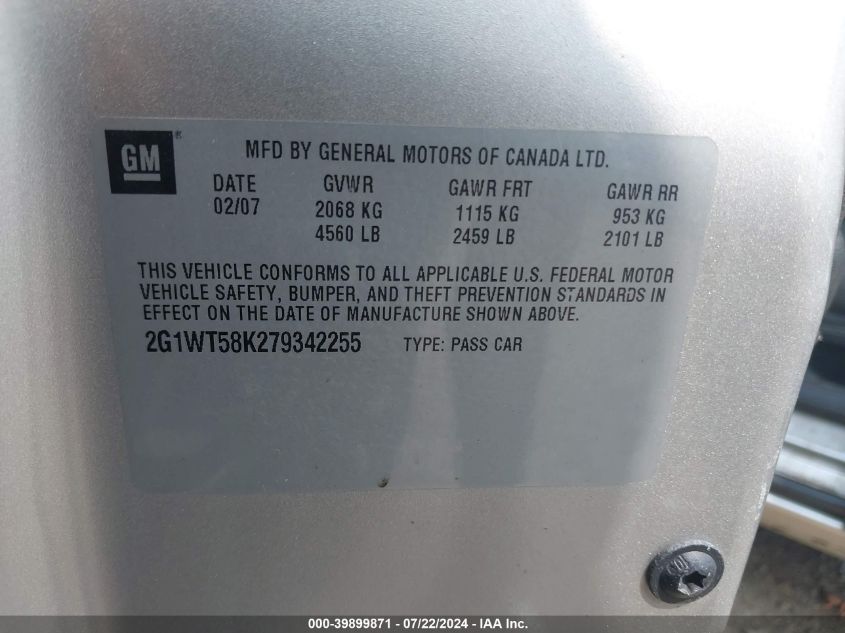 GM®
MFD BY GENERAL MOTORS OF CANADA LTD.
DATE GVWR GAWR FRT GAWR RR
02/07 2068 KG 1115 KG 953 KG
4560 LB 2459 LB 2101 LB
THIS VEHICLE CONFORMS TO ALL APPLICABLE U.S. FEDERAL MOTOR
VEHICLE SAFETY, BUMPER, AND THEFT PREVENTION STANDARDS IN
EFFECT ON THE DATE OF MANUFACTURE SHOWN ABOVE.
2G1WT58K279342255 TYPE: PASS CAR
000-39899871 / 07/22/2024 - IAA Inc.